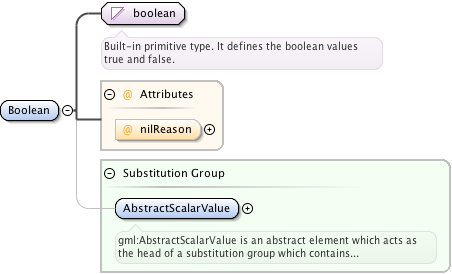 boolean
Built-in primitive type. It defines the boolean values
true and false.
@ Attributes
Boolean
@ nilReason
Substitution Group
AbstractScalarValue
gml:AbstractScalarValue is an abstract element which acts as
the head of a substitution group which contains...